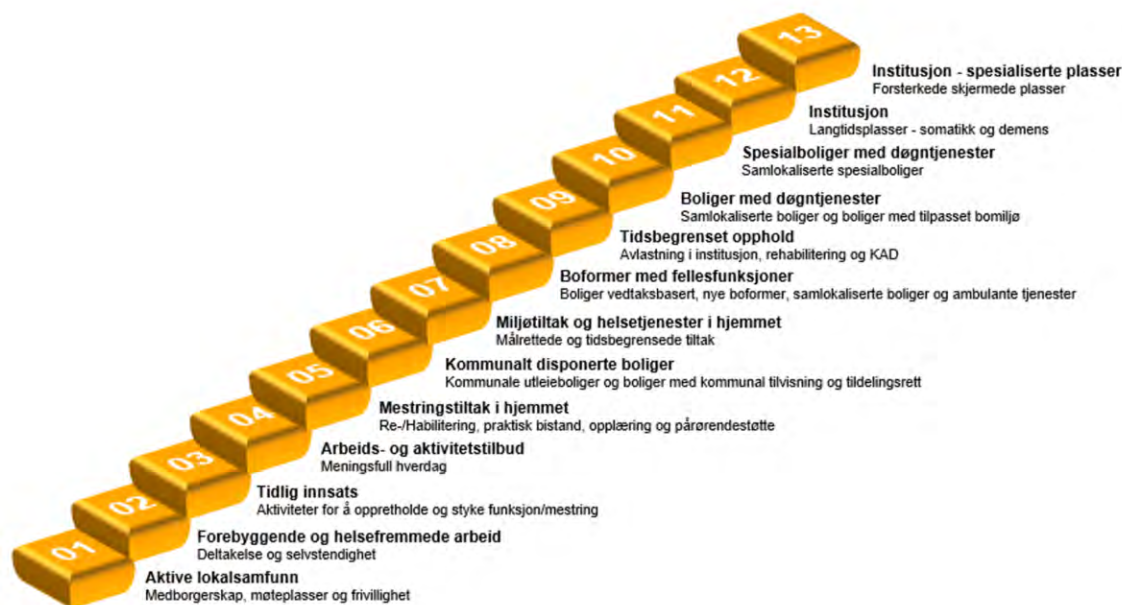 13
Institusjon - spesialiserte plasser
Forsterkede skjermede plasser
12
Institusjon
Langtidsplasser - somatikk og demens
11
Spesialboliger med døgntjenester
Samlokaliserte spesialboliger
10
Boliger med døgntjenester
Samlokaliserte boliger og boliger med tilpasset bomiljø
09
Tidsbegrenset opphold
Avlastning i institusjon, rehabilitering og KAD
08
Boformer med fellesfunksjoner
Boliger vedtaksbasert, nye boformer, samlokaliserte boliger og ambulante tjenester
07
Miljøtiltak og helsetjenester i hjemmet
Målrettede og tidsbegrensede tiltak
06
Kommunalt disponerte boliger
Kommunale utleieboliger og boliger med kommunal tilvisning og tildelingsrett
05
Mestringstiltak i hjemmet
Re-/Habilitering, praktisk bistand, opplæring og pårørendestøtte
04
Arbeids- og aktivitetstilbud
Meningsfull hverdag
03
Tidlig innsats
Aktiviteter for å oppretholde og styke funksjon/mestring
02
Forebyggende og helsefremmede arbeid
Deltakelse og selvstendighet
01
Aktive lokalsamfunn
Medborgerskap, møteplasser og frivillighet